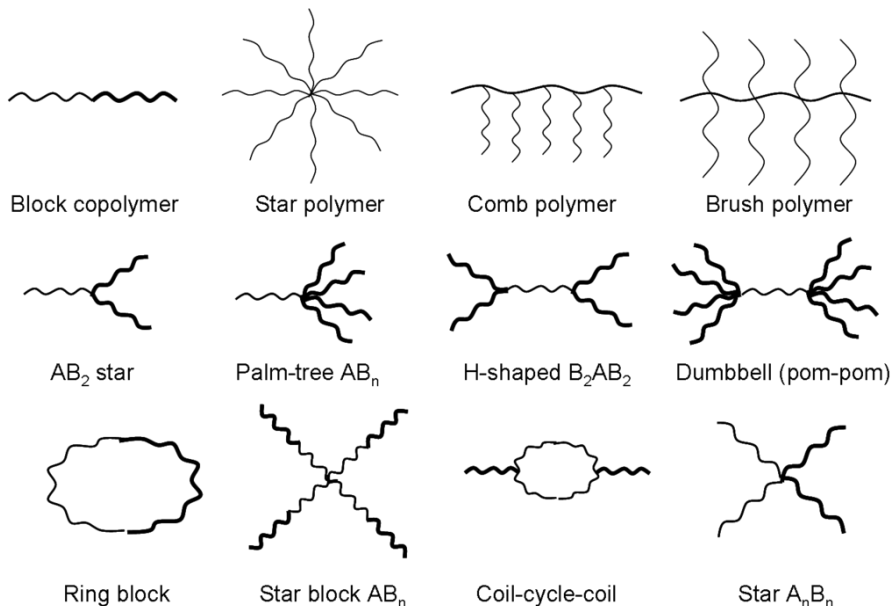 Block copolymer
Star polymer
Comb polymer
Brush polymer
AB₂ star
Palm-tree ABₙ
H-shaped B₂AB₂
Dumbbell (pom-pom)
Ring block
Star block ABₙ
Coil-cycle-coil
Star AₙBₙ